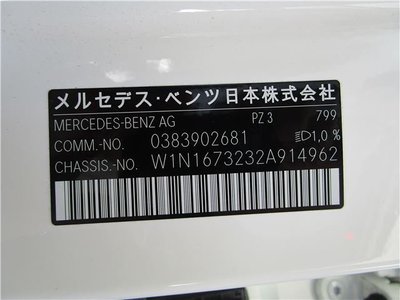 メルセデス・ベンツ日本株式会社
MERCEDES-BENZ AG PZ 3 799
COMM.-NO. 0383902681 1,0 %
CHASSIS.-NO. W1N1673232A914962